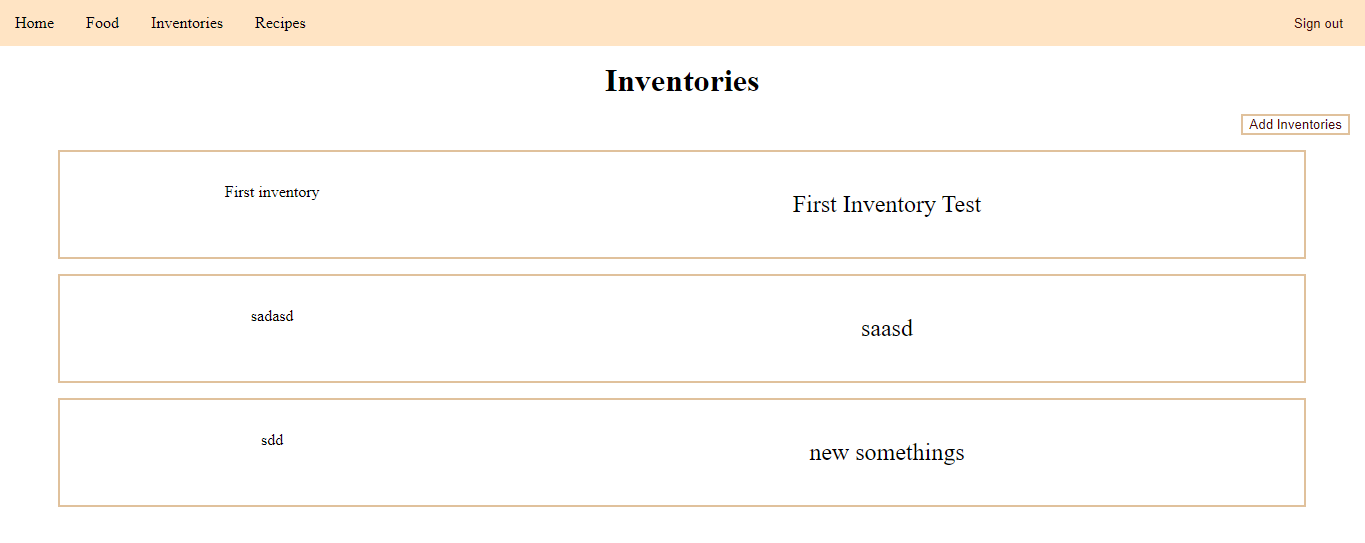 Home Food Inventories Recipes Sign out
Inventories
Add Inventories
First inventory First Inventory Test
sadasd saasd
sdd new somethings